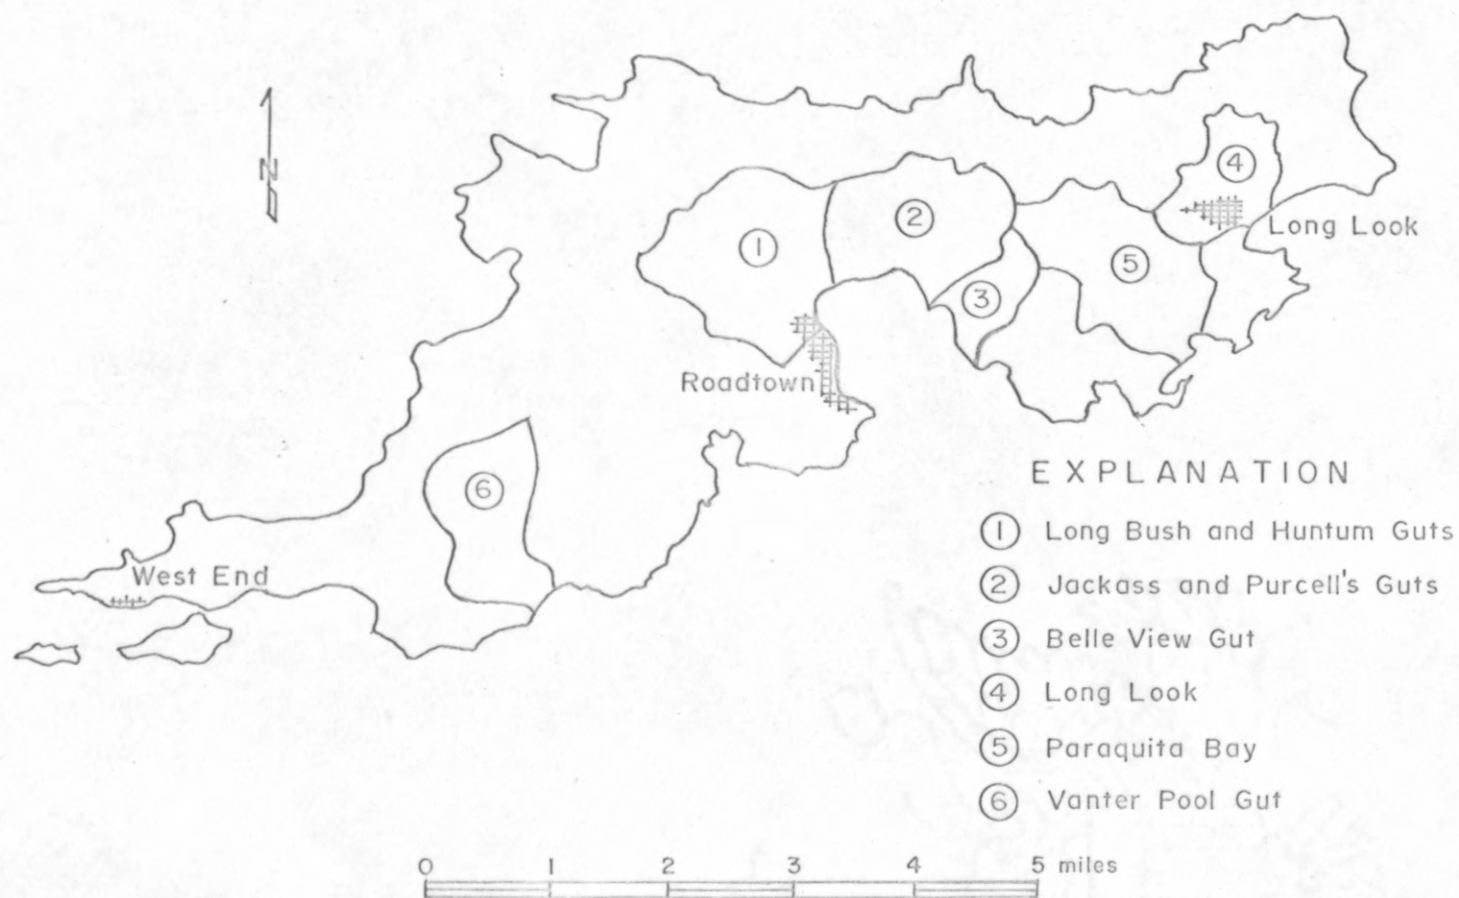 N
4
2
Long Look
1
5
3
Roadtown
EXPLANATION
6
1 Long Bush and Huntum Guts
West End
2 Jackass and Purcell's Guts
3 Belle View Gut
4 Long Look
5 Paraquita Bay
6 Vanter Pool Gut
0 1 2 3 4 5 miles